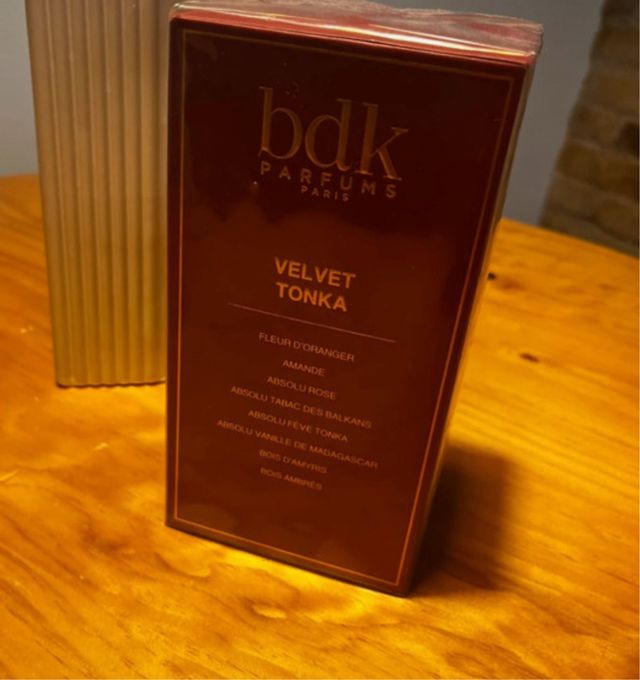 bdk
PARFUMS
PARIS
VELVET
TONKA
FLEUR D'ORANGER
AMANDE
ABSOLU ROSE
ABSOLU TABAC DES BALKANS
ABSOLU FÈVE TONKA
ABSOLU VANILLE DE MADAGASCAR
BOIS D'AMYRIS
BOIS AMBRÉS